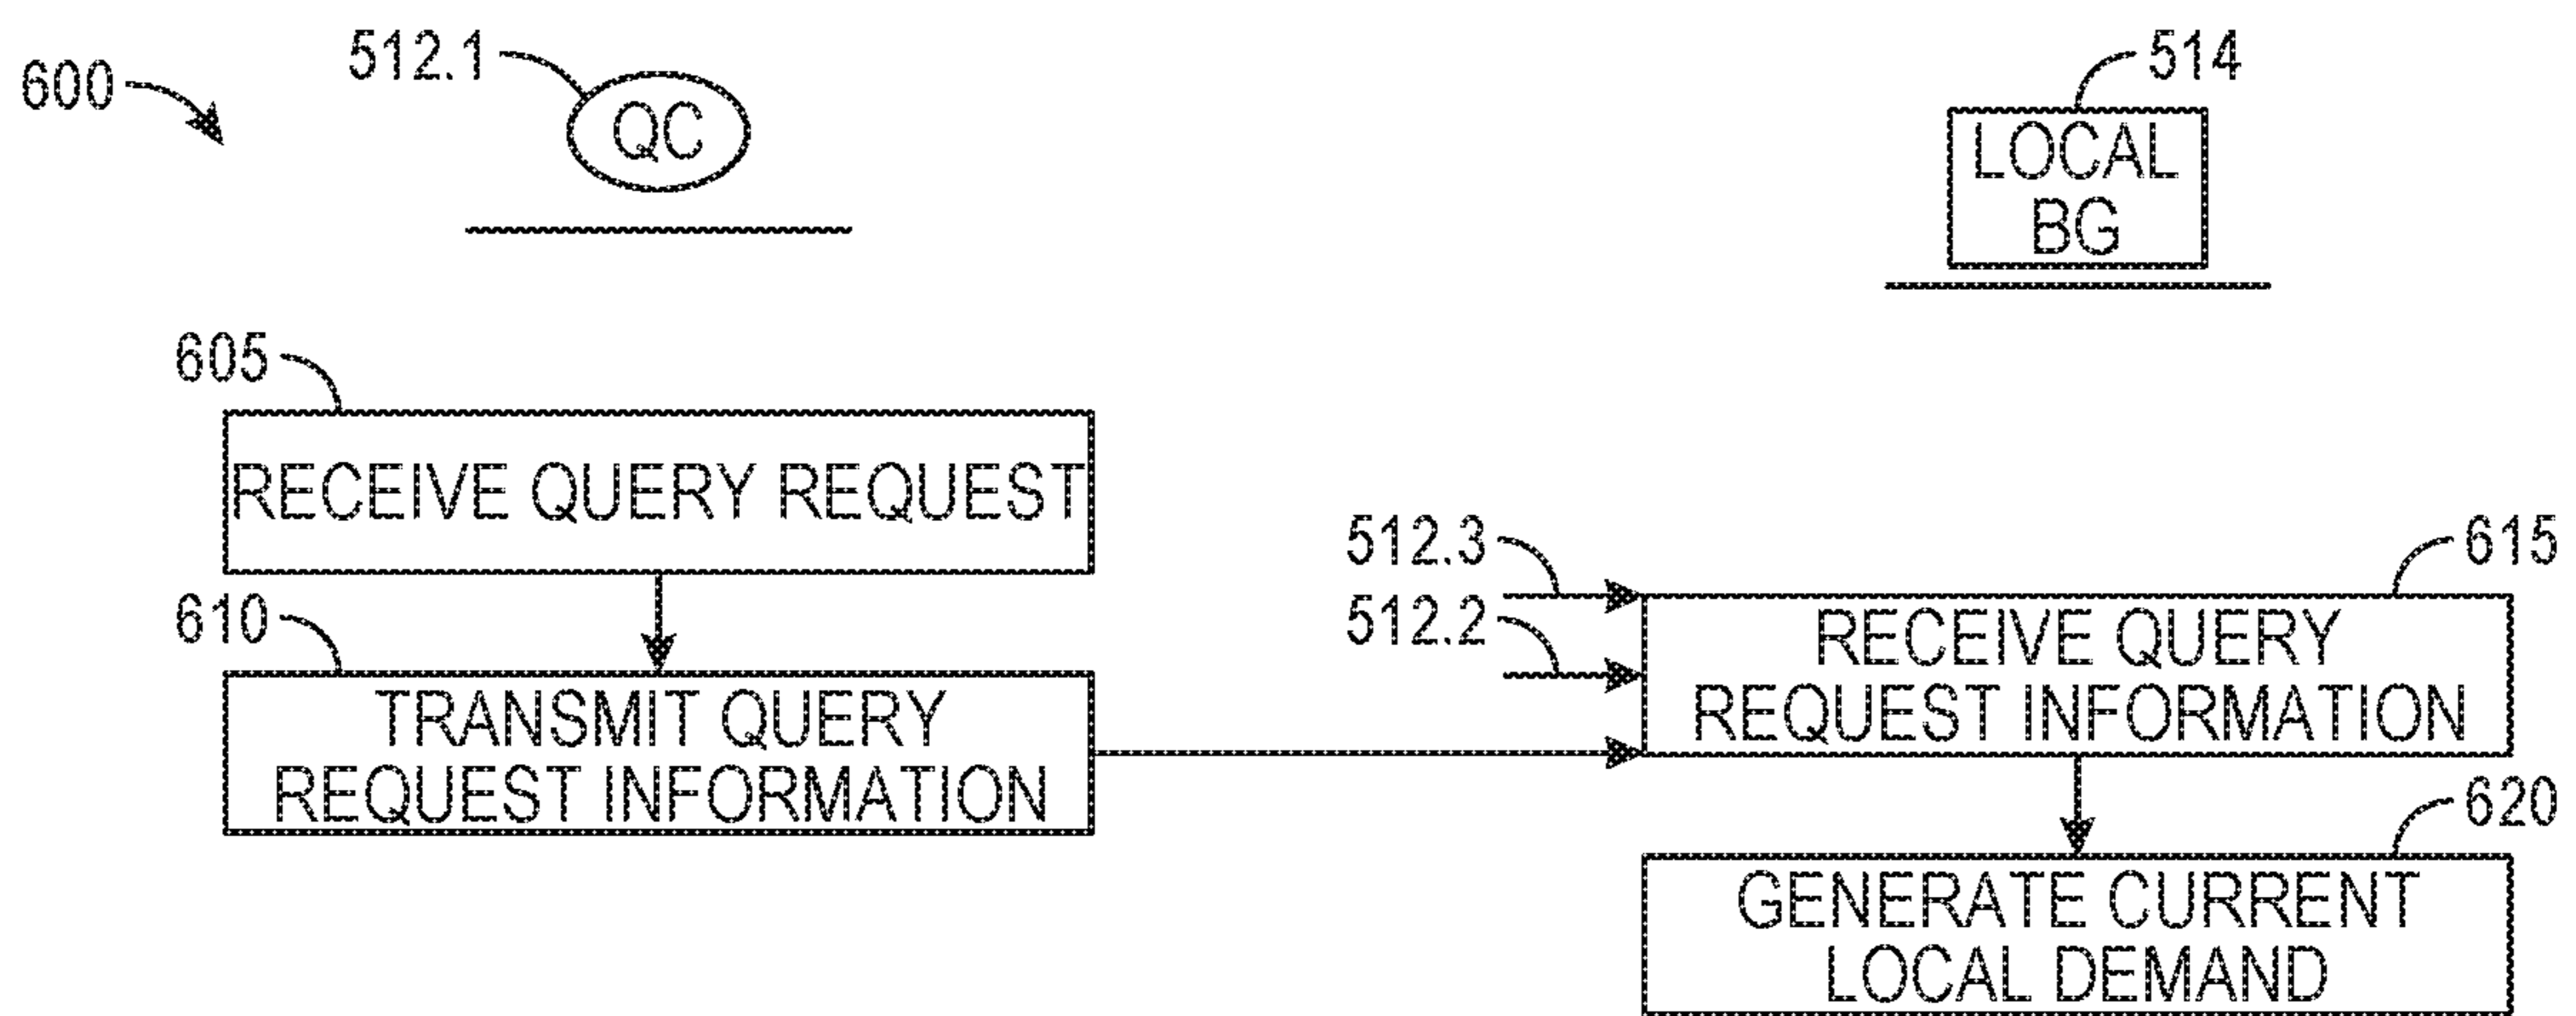 600
512.1
QC
514
LOCAL
BG
605
RECEIVE QUERY REQUEST
610
TRANSMIT QUERY
REQUEST INFORMATION
512.3
512.2
615
RECEIVE QUERY
REQUEST INFORMATION
620
GENERATE CURRENT
LOCAL DEMAND